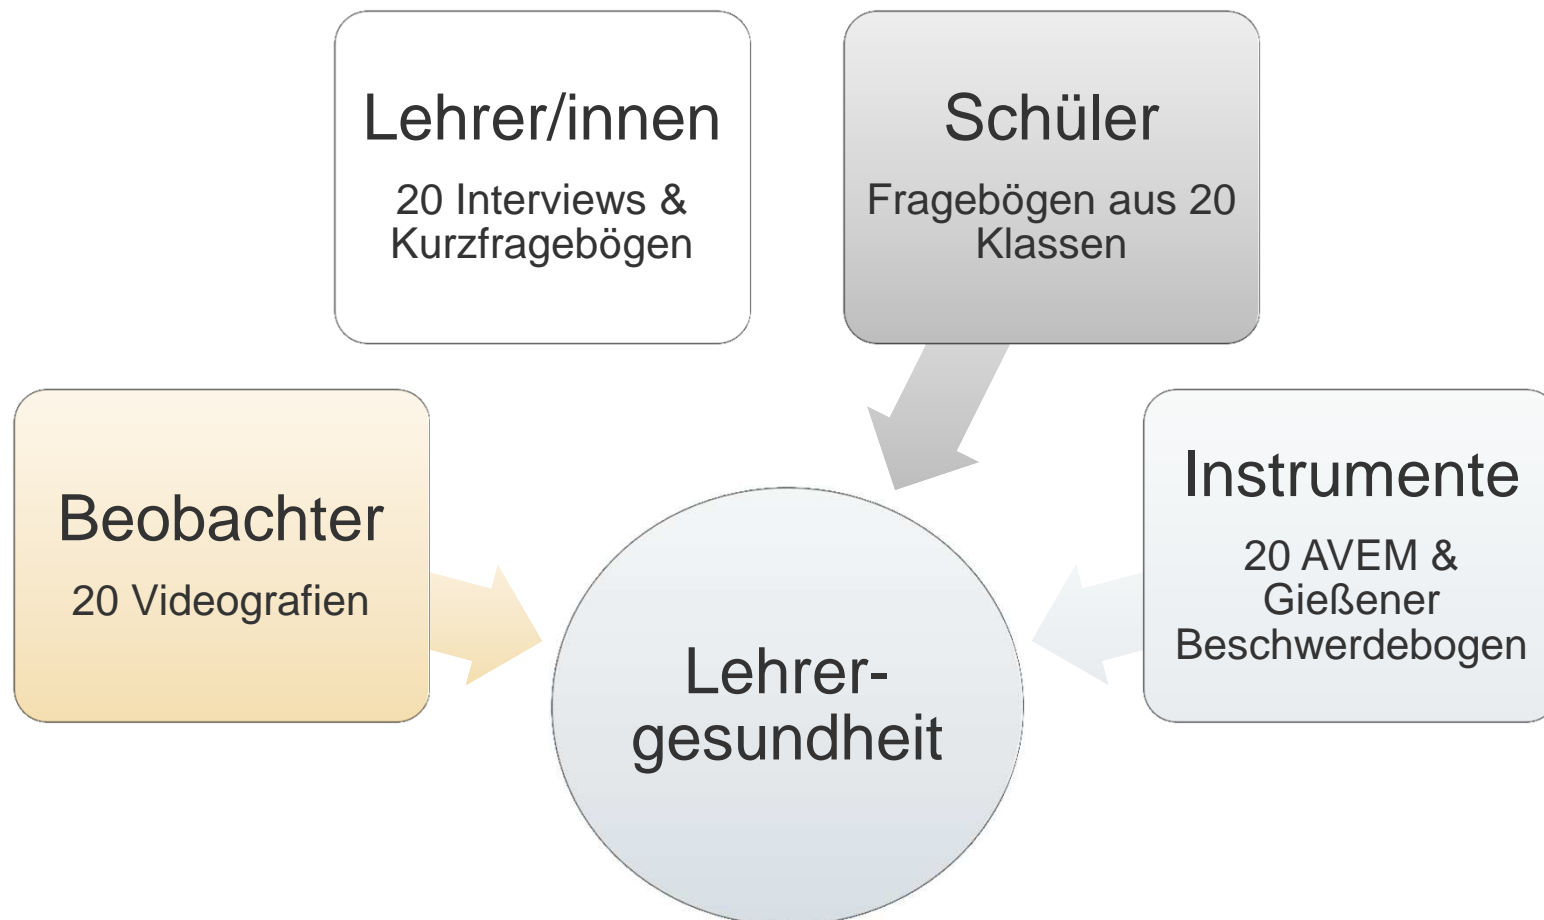 Lehrer/innen
20 Interviews &
Kurzfragebögen
Schüler
Fragebögen aus 20
Klassen
Beobachter
20 Videografien
Instrumente
20 AVEM &
Gießener
Beschwerdebogen
Lehrer-
gesundheit